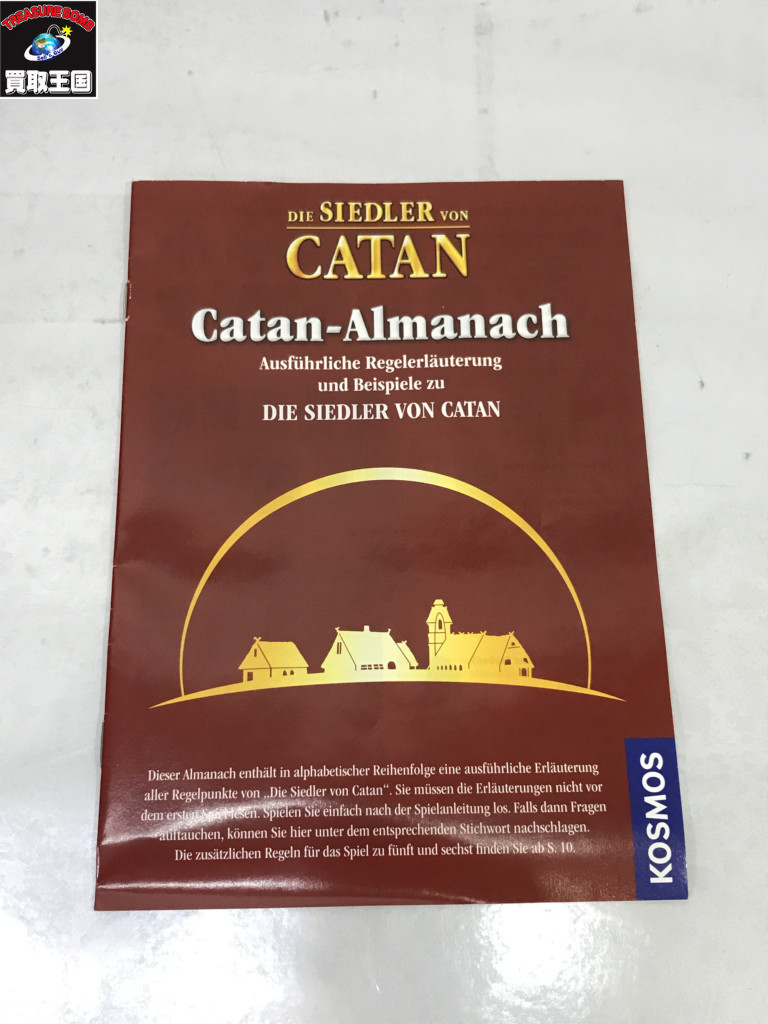 TREASURE BOMB
Sell & Buy
買取王国
DIE SIEDLER VON
CATAN
Catan-Almanach
Ausführliche Regelerläuterung
und Beispiele zu
DIE SIEDLER VON CATAN
Dieser Almanach enthält in alphabetischer Reihenfolge eine ausführliche Erläuterung
aller Regelpunkte von „Die Siedler von Catan“. Sie müssen die Erläuterungen nicht vor
dem ersten Spiel lesen. Spielen Sie einfach nach der Spielanleitung los. Falls dann Fragen
auftauchen, können Sie hier unter dem entsprechenden Stichwort nachschlagen.
Die zusätzlichen Regeln für das Spiel zu fünft und sechst finden Sie ab S. 10.
KOSMOS